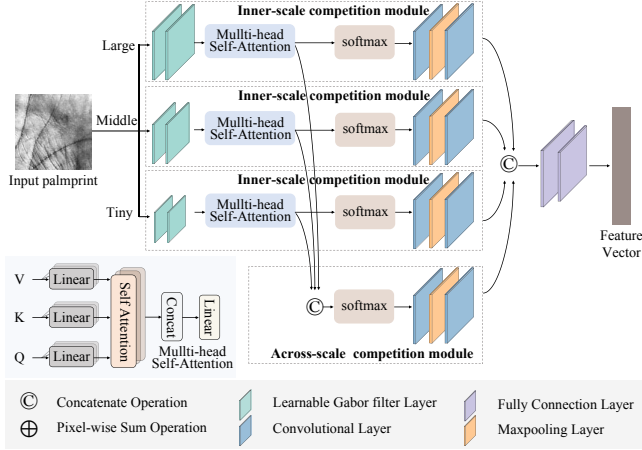 Inner-scale competition module
Large
Mullti-head
Self-Attention
softmax
Inner-scale competition module
Middle
Mullti-head
Self-Attention
softmax
Input palmprint
Inner-scale competition module
Tiny
Mullti-head
Self-Attention
softmax
C
Feature
Vector
C
softmax
Across-scale competition module
V
Linear
K
Linear
Q
Linear
Self Attention
Concat
Linear
Mullti-head
Self-Attention
C Concatenate Operation
Learnable Gabor filter Layer
Fully Connection Layer
⊕ Pixel-wise Sum Operation
Convolutional Layer
Maxpooling Layer